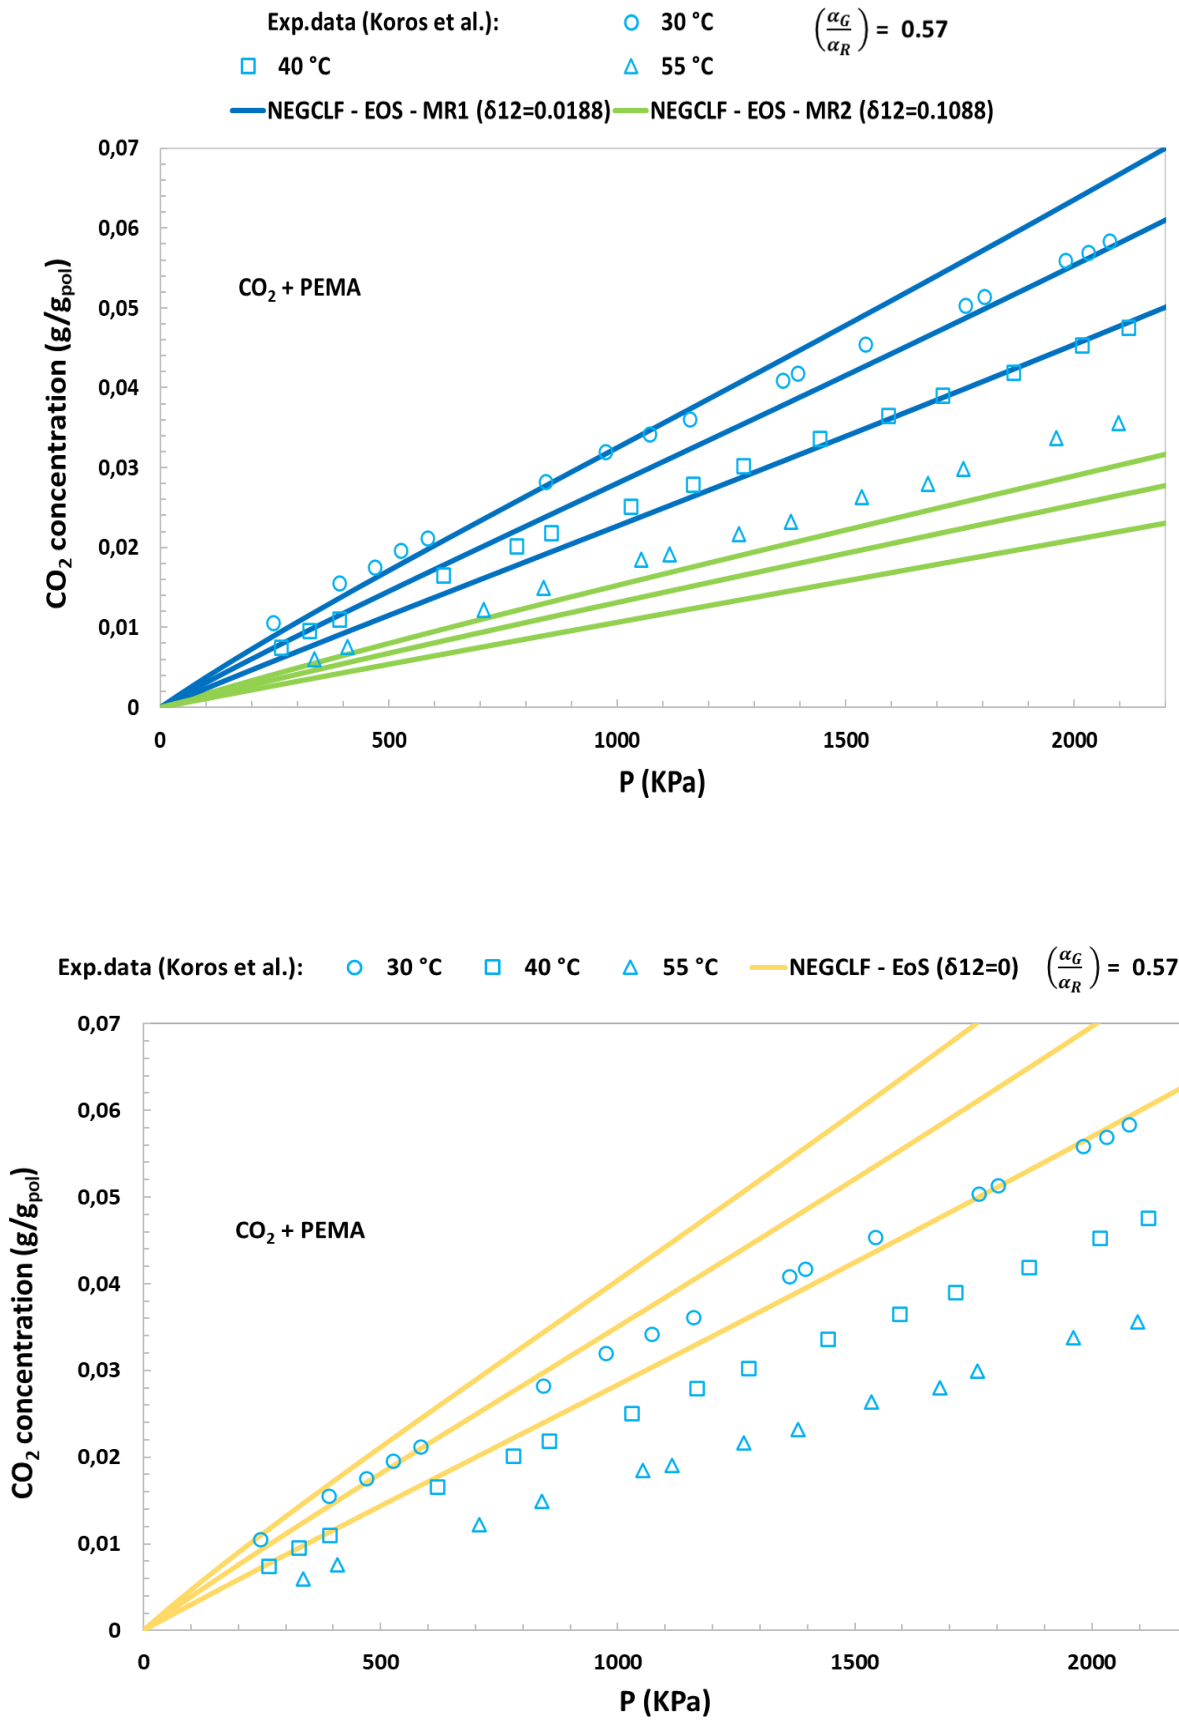 Exp.data (Koros et al.): 30 °C (αG/αR) = 0.57
40 °C 55 °C
NEGCLF - EOS - MR1 (δ12=0.0188) NEGCLF - EOS - MR2 (δ12=0.1088)
0,07
0,06
0,05
0,04
0,03
0,02
0,01
0
CO2 concentration (g/gpol)
CO2 + PEMA
0 500 1000 1500 2000
P (KPa)
Exp.data (Koros et al.): 30 °C 40 °C 55 °C NEGCLF - EoS (δ12=0) (αG/αR) = 0.57
0,07
0,06
0,05
0,04
0,03
0,02
0,01
0
CO2 concentration (g/gpol)
CO2 + PEMA
0 500 1000 1500 2000
P (KPa)